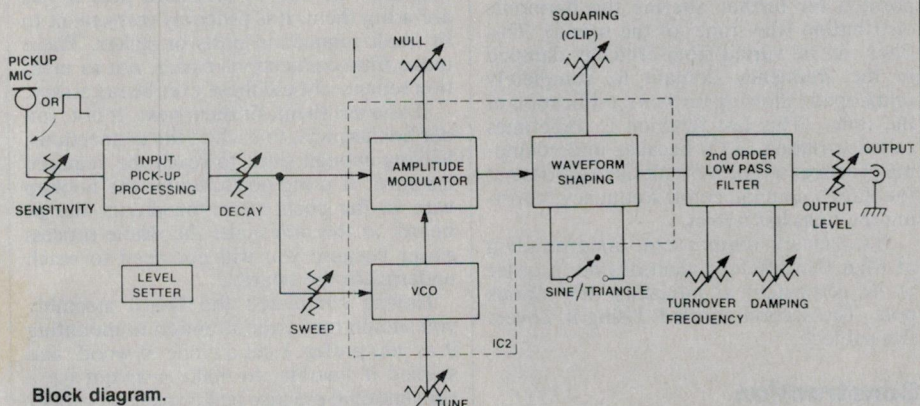 NULL
SQUARING
(CLIP)
PICKUP
MIC
OR
SENSITIVITY
INPUT
PICK-UP
PROCESSING
DECAY
AMPLITUDE
MODULATOR
WAVEFORM
SHAPING
2nd ORDER
LOW PASS
FILTER
OUTPUT
OUTPUT
LEVEL
LEVEL
SETTER
SWEEP
VCO
SINE/TRIANGLE
TURNOVER
FREQUENCY
DAMPING
IC2
TUNE
Block diagram.